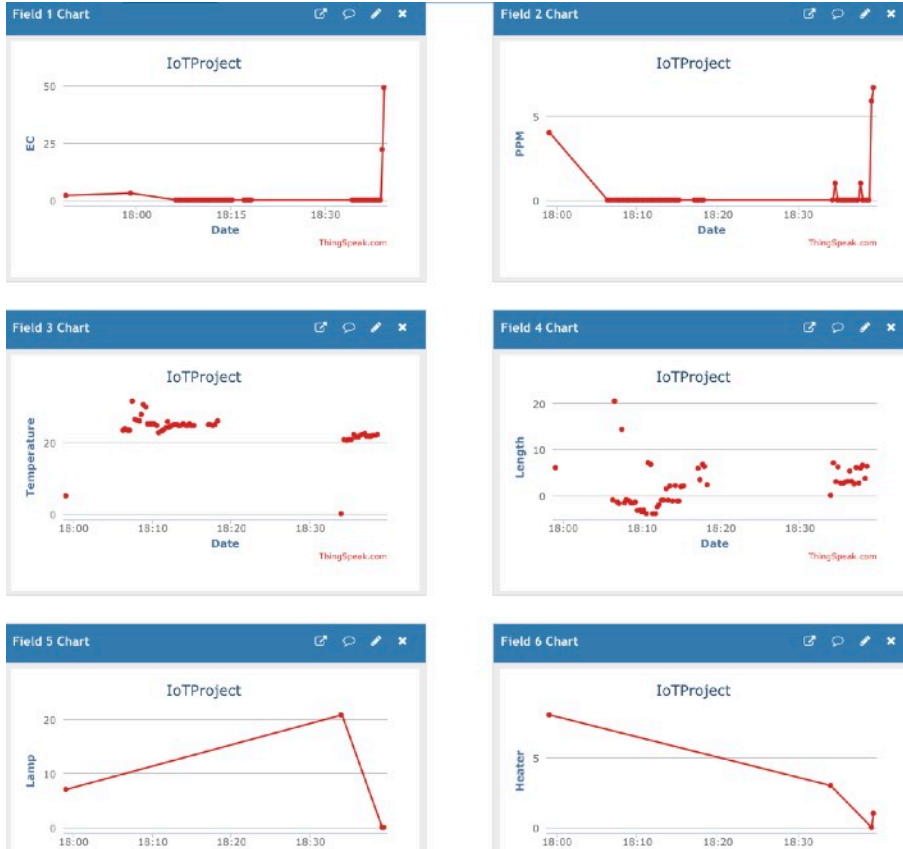 Field 1 Chart
IoTProject
EC
50
25
0
18:00 18:15 18:30
Date
ThingSpeak.com
Field 2 Chart
IoTProject
PPM
5
0
18:00 18:10 18:20 18:30
Date
ThingSpeak.com
Field 3 Chart
IoTProject
Temperature
20
0
18:00 18:10 18:20 18:30
Date
ThingSpeak.com
Field 4 Chart
IoTProject
Length
20
10
0
18:00 18:10 18:20 18:30
Date
ThingSpeak.com
Field 5 Chart
IoTProject
Lamp
20
10
0
18:00 18:10 18:20 18:30
Field 6 Chart
IoTProject
Heater
5
0
18:00 18:10 18:20 18:30